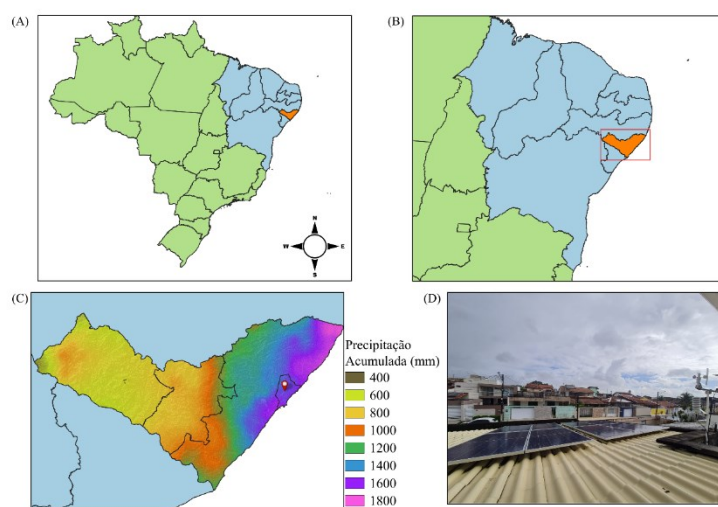 (A)
(B)
N
W
E
S
(C)
Precipitação
Acumulada (mm)
400
600
800
1000
1200
1400
1600
1800
(D)